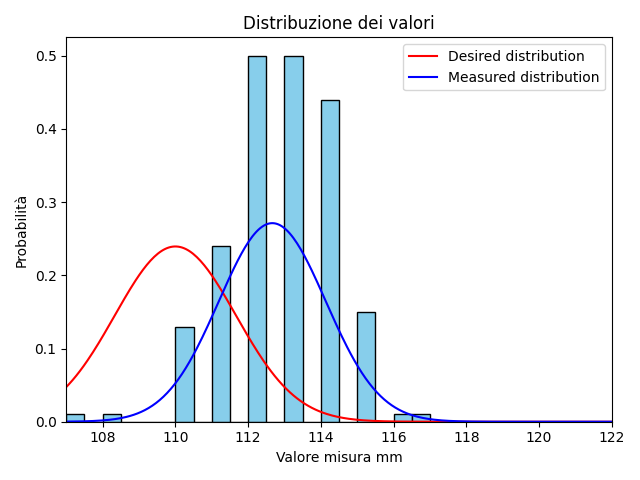 Distribuzione dei valori
Desired distribution
Measured distribution
Probabilità
0.5
0.4
0.3
0.2
0.1
0.0
108 110 112 114 116 118 120 122
Valore misura mm